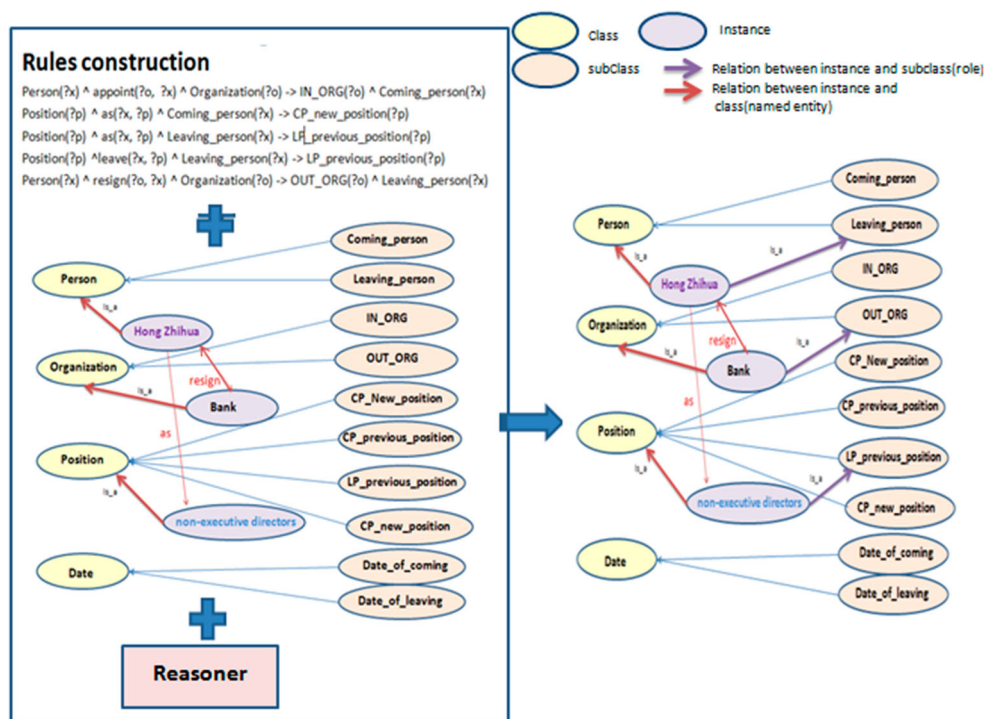 Rules construction
Person(?x) ^ appoint(?o, ?x) ^ Organization(?o) -> IN_ORG(?o) ^ Coming_person(?x)
Position(?p) ^ as(?x, ?p) ^ Coming_person(?x) -> CP_new_position(?p)
Position(?p) ^ as(?x, ?p) ^ Leaving_person(?x) -> LP_previous_position(?p)
Position(?p) ^leave(?x, ?p) ^ Leaving_person(?x) -> LP_previous_position(?p)
Person(?x) ^ resign(?o, ?x) ^ Organization(?o) -> OUT_ORG(?o) ^ Leaving_person(?x)
Coming_person
Person
Leaving_person
Is_a
IN_ORG
Hong Zhihua
Organization
OUT_ORG
resign
Is_a
Bank
CP_New_position
as
CP_previous_position
Position
LP_previous_position
Is_a
non-executive directors
CP_new_position
Date
Date_of_coming
Date_of_leaving
Reasoner
Class
Instance
subClass
Relation between instance and subclass(role)
Relation between instance and
class(named entity)
Coming_person
Person
Leaving_person
Is_a
Is_a
IN_ORG
Hong Zhihua
Organization
OUT_ORG
resign
Is_a
Is_a
Bank
CP_New_position
as
CP_previous_position
Position
LP_previous_position
Is_a
Is_a
non-executive directors
CP_new_position
Date
Date_of_coming
Date_of_leaving